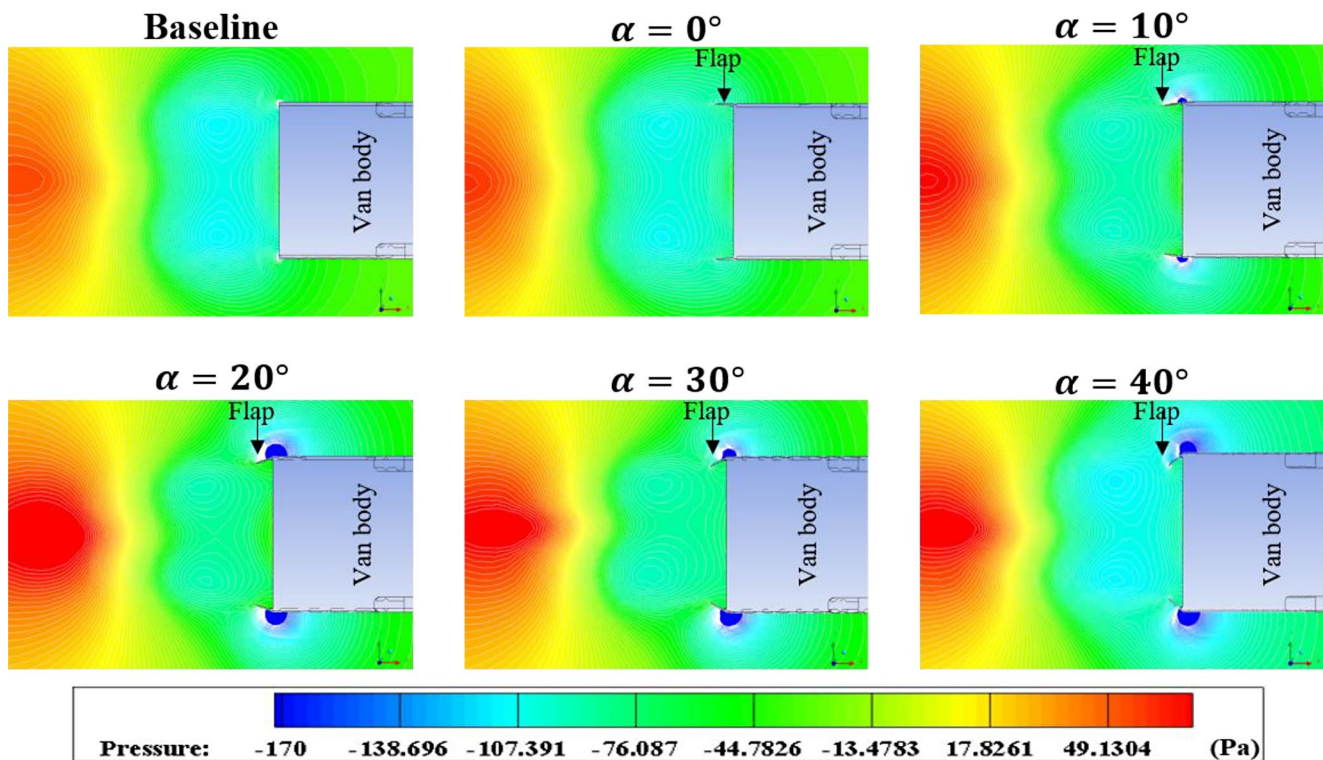 Baseline
α = 0°
α = 10°
Flap
Flap
Van body
Van body
Van body
α = 20°
α = 30°
α = 40°
Flap
Flap
Flap
Van body
Van body
Van body
Pressure: -170 -138.696 -107.391 -76.087 -44.7826 -13.4783 17.8261 49.1304 (Pa)